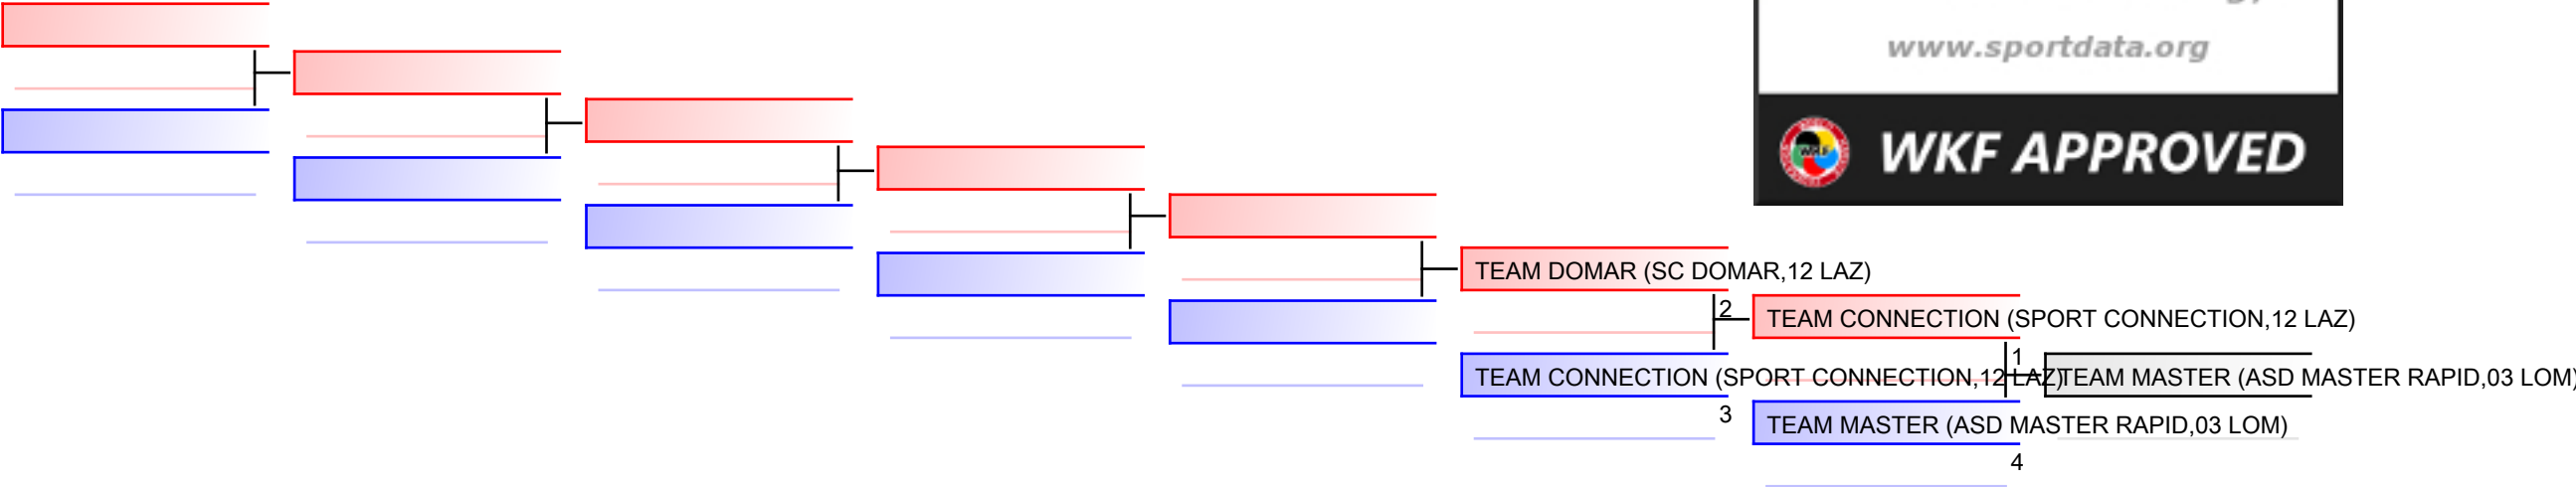 www.sportdata.org
WKF APPROVED
TEAM DOMAR (SC DOMAR,12 LAZ)
2
TEAM CONNECTION (SPORT CONNECTION,12 LAZ)
1
TEAM CONNECTION (SPORT CONNECTION,12 LAZ)
TEAM MASTER (ASD MASTER RAPID,03 LOM)
3
TEAM MASTER (ASD MASTER RAPID,03 LOM)
4